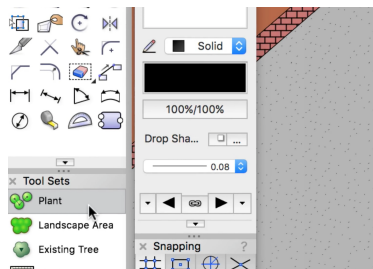 Solid
100%/100%
Drop Sha...
...
0.08
× Tool Sets
Plant
Landscape Area
Existing Tree
× Snapping ?